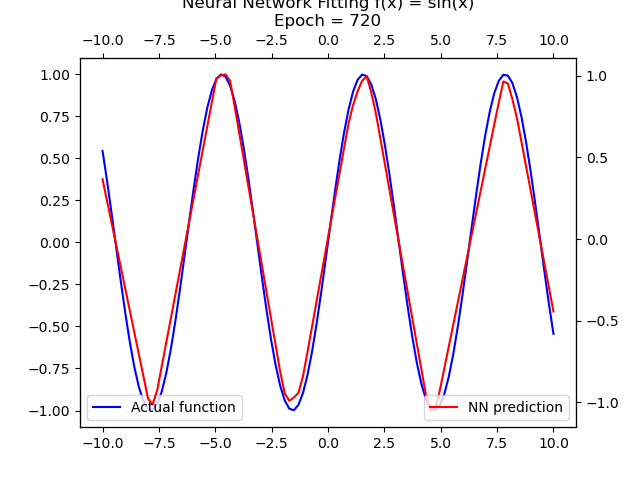 Neural Network Fitting f(x) = sin(x)
Epoch = 720
−10.0 −7.5 −5.0 −2.5 0.0 2.5 5.0 7.5 10.0
1.00 1.0
0.75
0.50 0.5
0.25
0.00 0.0
−0.25
−0.50 −0.5
−0.75
−1.00 −1.0
Actual function NN prediction
−10.0 −7.5 −5.0 −2.5 0.0 2.5 5.0 7.5 10.0